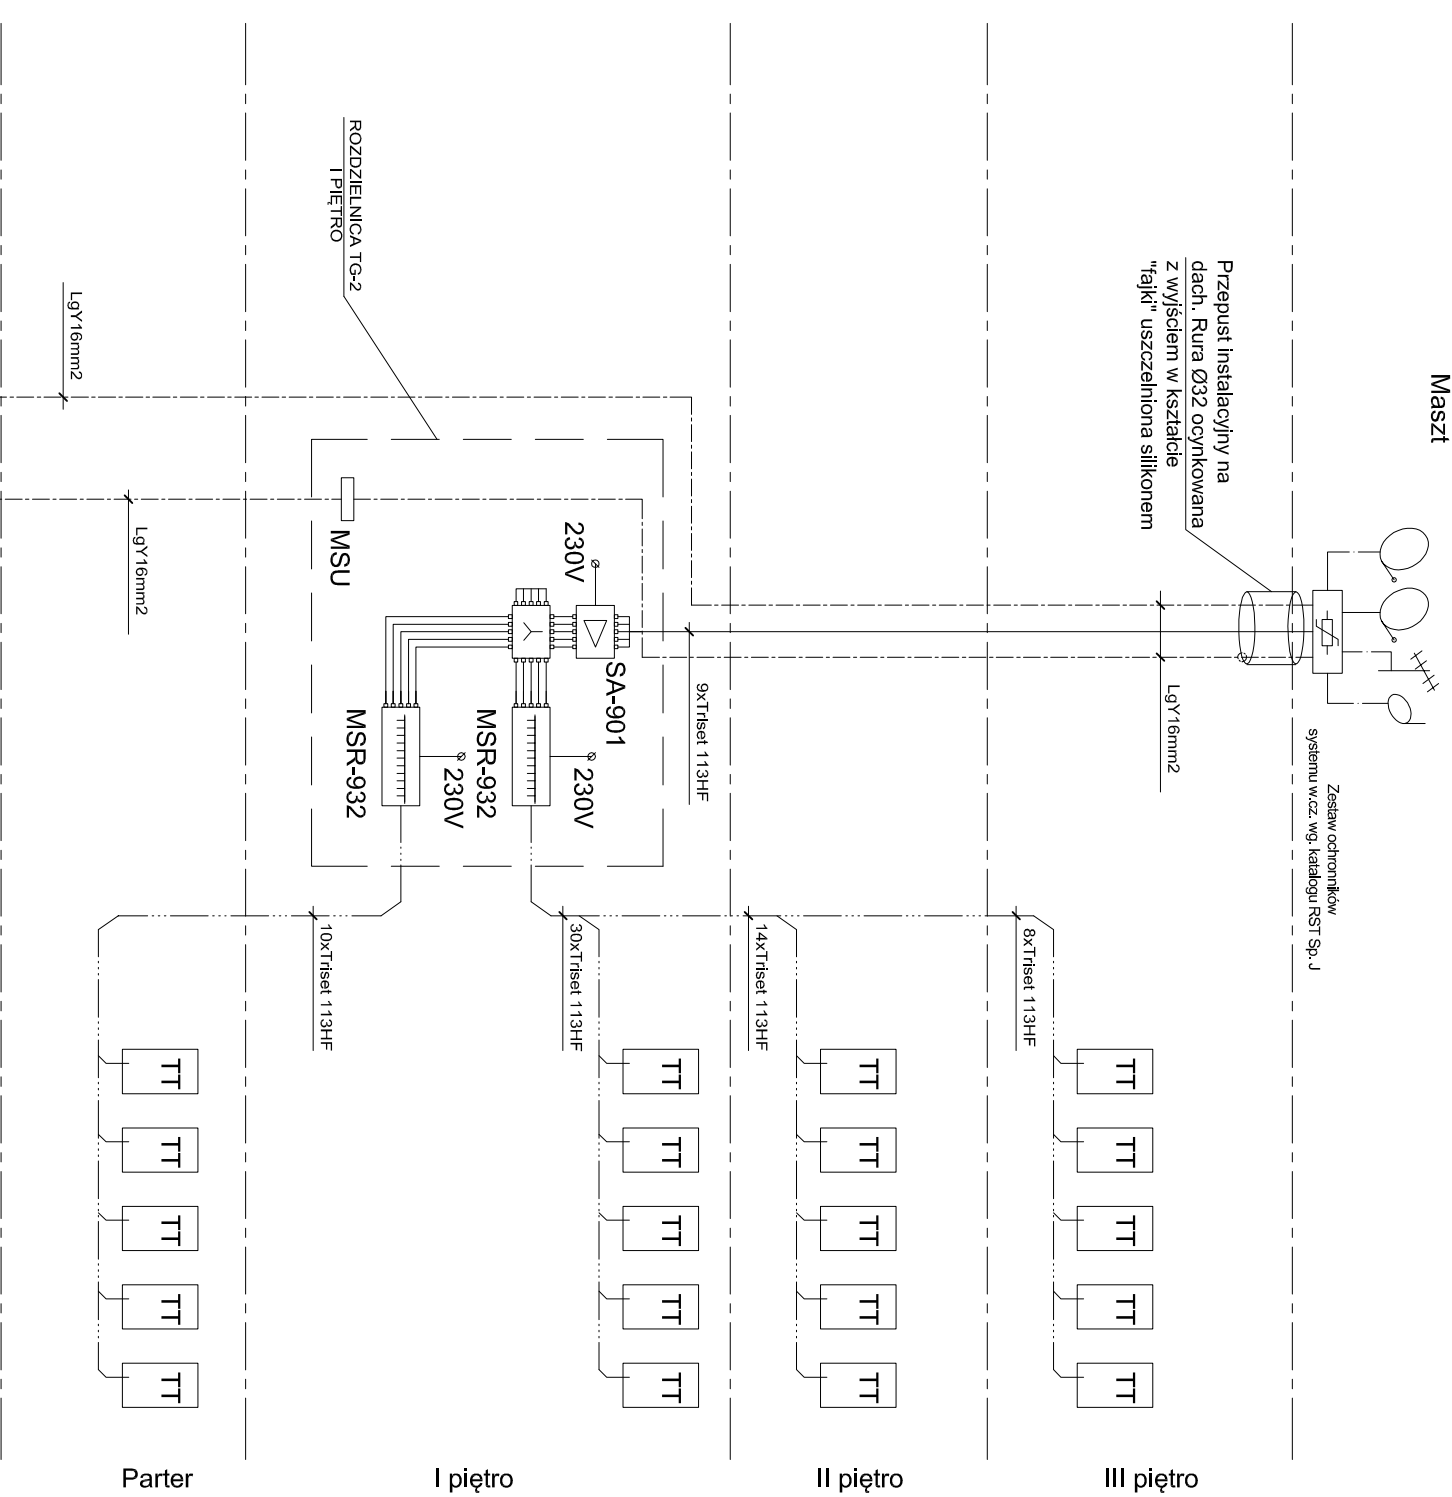 Maszt
Zestaw ochronników
systemu w.cz. wg. katalogu RST Sp. J
Przepust instalacyjny na
dach. Rura Ø32 ocynkowana
z wyjściem w kształcie
"fajki" uszczelniona silikonem
LgY16mm2
8xTriset 113HF
TT
TT
TT
TT
TT
III piętro
14xTriset 113HF
TT
TT
TT
TT
TT
II piętro
9xTriset 113HF
ROZDZIELNICA TG-2
I PIĘTRO
SA-901
230V
MSR-932
230V
MSR-932
230V
MSU
30xTriset 113HF
TT
TT
TT
TT
TT
I piętro
10xTriset 113HF
LgY16mm2
LgY16mm2
TT
TT
TT
TT
TT
Parter